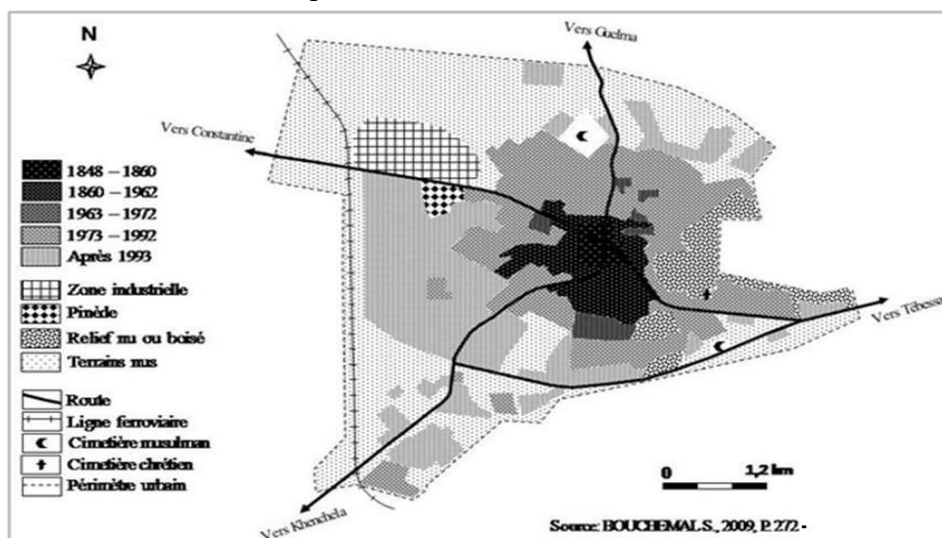 N
Vers Guelma
Vers Constantine
Vers Tébessa
Vers Khenchela
1848 – 1860
1860 – 1962
1963 – 1972
1973 – 1992
Après 1993
Zone industrielle
Pinède
Relief nu ou boisé
Terrains nus
Route
Ligne ferroviaire
Cimetière musulman
Cimetière chrétien
Périmètre urbain
0 1,2 km
Source: BOUCHEMAL S., 2009, P. 272 -